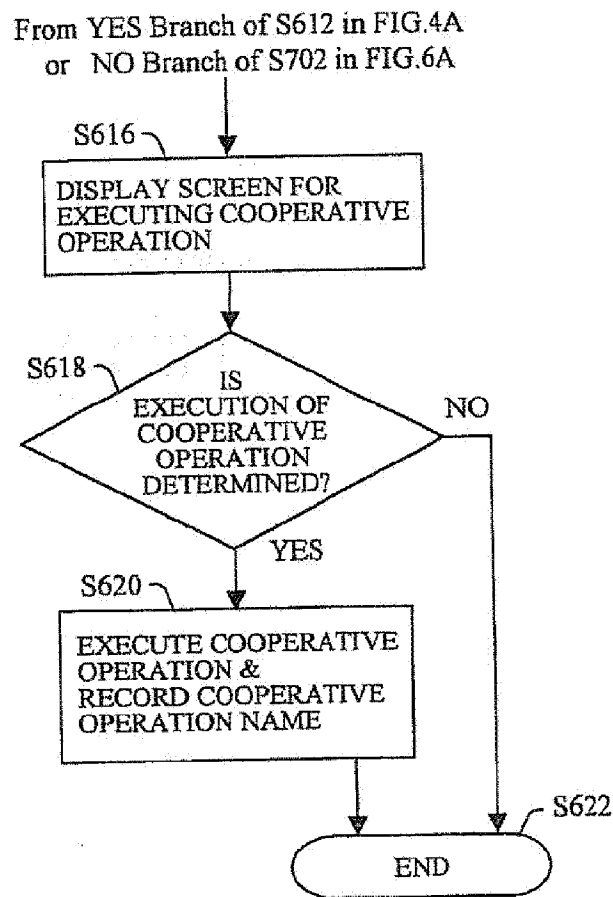 From YES Branch of S612 in FIG.4A
or NO Branch of S702 in FIG.6A
S616
DISPLAY SCREEN FOR
EXECUTING COOPERATIVE
OPERATION
S618
IS
EXECUTION OF
COOPERATIVE
OPERATION
DETERMINED?
NO
YES
S620
EXECUTE COOPERATIVE
OPERATION &
RECORD COOPERATIVE
OPERATION NAME
S622
END